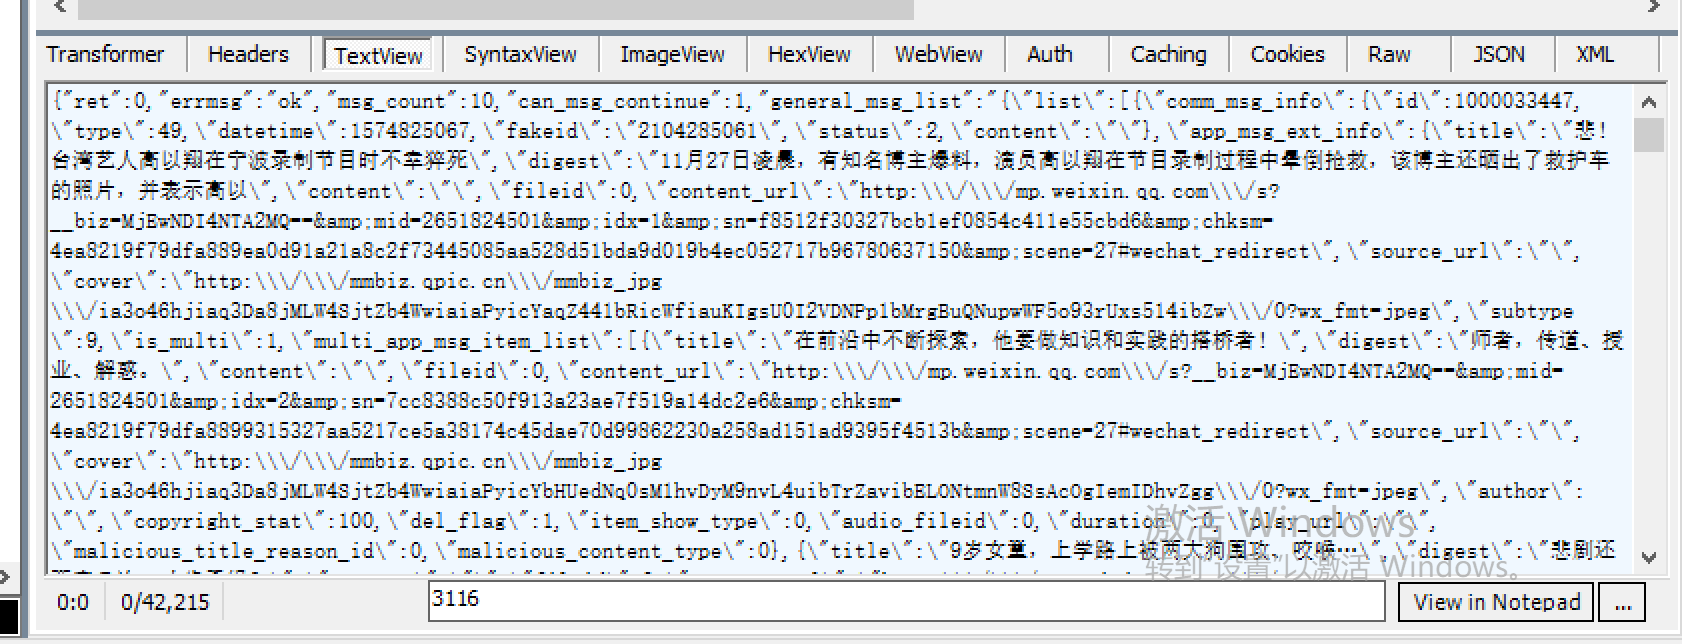 Transformer Headers TextView SyntaxView ImageView HexView WebView Auth Caching Cookies Raw JSON XML
{"ret":0,"errmsg":"ok","msg_count":10,"can_msg_continue":1,"general_msg_list":"{\"list\":[{\"comm_msg_info\":{\"id\":1000033447,
\"type\":49,\"datetime\":1574825067,\"fakeid\":\"2104285061\",\"status\":2,\"content\":\"\"},\"app_msg_ext_info\":{\"title\":\"悲！
台湾艺人高以翔在宁波录制节目时不幸猝死\",\"digest\":\"11月27日凌晨，有知名博主爆料，演员高以翔在节目录制过程中晕倒抢救，该博主还晒出了救护车
的照片，并表示高以\",\"content\":\"\",\"fileid\":0,\"content_url\":\"http:\\\/\\\/mp.weixin.qq.com\\\/s?
__biz=MjEwNDI4NTA2MQ==&amp;mid=2651824501&amp;idx=1&amp;sn=f8512f30327bcb1ef0854c411e55cbd6&amp;chksm=
4ea8219f79dfa889ea0d91a21a8c2f73445085aa528d51bda9d019b4ec052717b96780637150&amp;scene=27#wechat_redirect\",\"source_url\":\"\",
\"cover\":\"http:\\\/\\\/mmbiz.qpic.cn\\\/mmbiz_jpg
\\\/ia3o46hjiaq3Da8jMLW4SjtZb4WwiaiaPyicYaqZ441bRicWfiauKIgsU0I2VDNPp1bMrgBuQNupwWF5o93rUxs514ibZw\\\/0?wx_fmt=jpeg\",\"subtype
\":9,\"is_multi\":1,\"multi_app_msg_item_list\":[{\"title\":\"在前沿中不断探索，他要做知识和实践的搭桥者！\",\"digest\":\"师者，传道、授
业、解惑。\",\"content\":\"\",\"fileid\":0,\"content_url\":\"http:\\\/\\\/mp.weixin.qq.com\\\/s?__biz=MjEwNDI4NTA2MQ==&amp;mid=
2651824501&amp;idx=2&amp;sn=7cc8388c50f913a23ae7f519a14dc2e6&amp;chksm=
4ea8219f79dfa8899315327aa5217ce5a38174c45dae70d99862230a258ad151ad9395f4513b&amp;scene=27#wechat_redirect\",\"source_url\":\"\",
\"cover\":\"http:\\\/\\\/mmbiz.qpic.cn\\\/mmbiz_jpg
\\\/ia3o46hjiaq3Da8jMLW4SjtZb4WwiaiaPyicYbHUedNq0sM1hvDyM9nvL4uibTrZavibELONtmnW8SsAcOgIemIDhvZgg\\\/0?wx_fmt=jpeg\",\"author\":
\"\",\"copyright_stat\":100,\"del_flag\":1,\"item_show_type\":0,\"audio_fileid\":0,\"duration\":0,\"play_url\":\"\",
\"malicious_title_reason_id\":0,\"malicious_content_type\":0},{\"title\":\"9岁女童，上学路上被两大狗围攻、咬喉…\",\"digest\":\"悲剧还
激活 Windows
转到"设置"以激活 Windows。
0:0 0/42,215 3116 View in Notepad ...